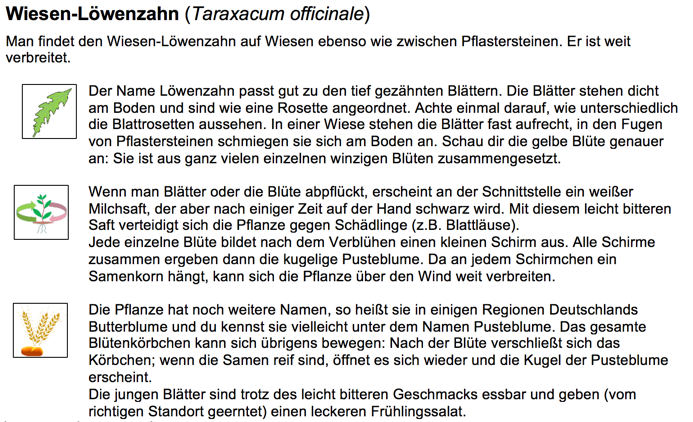 Wiesen-Löwenzahn (Taraxacum officinale)
Man findet den Wiesen-Löwenzahn auf Wiesen ebenso wie zwischen Pflastersteinen. Er ist weit
verbreitet.
Der Name Löwenzahn passt gut zu den tief gezähnten Blättern. Die Blätter stehen dicht
am Boden und sind wie eine Rosette angeordnet. Achte einmal darauf, wie unterschiedlich
die Blattrosetten aussehen. In einer Wiese stehen die Blätter fast aufrecht, in den Fugen
von Pflastersteinen schmiegen sie sich am Boden an. Schau dir die gelbe Blüte genauer
an: Sie ist aus ganz vielen einzelnen winzigen Blüten zusammengesetzt.
Wenn man Blätter oder die Blüte abpflückt, erscheint an der Schnittstelle ein weißer
Milchsaft, der aber nach einiger Zeit auf der Hand schwarz wird. Mit diesem leicht bitteren
Saft verteidigt sich die Pflanze gegen Schädlinge (z.B. Blattläuse).
Jede einzelne Blüte bildet nach dem Verblühen einen kleinen Schirm aus. Alle Schirme
zusammen ergeben dann die kugelige Pusteblume. Da an jedem Schirmchen ein
Samenkorn hängt, kann sich die Pflanze über den Wind weit verbreiten.
Die Pflanze hat noch weitere Namen, so heißt sie in einigen Regionen Deutschlands
Butterblume und du kennst sie vielleicht unter dem Namen Pusteblume. Das gesamte
Blütenkörbchen kann sich übrigens bewegen: Nach der Blüte verschließt sich das
Körbchen; wenn die Samen reif sind, öffnet es sich wieder und die Kugel der Pusteblume
erscheint.
Die jungen Blätter sind trotz des leicht bitteren Geschmacks essbar und geben (vom
richtigen Standort geerntet) einen leckeren Frühlingssalat.